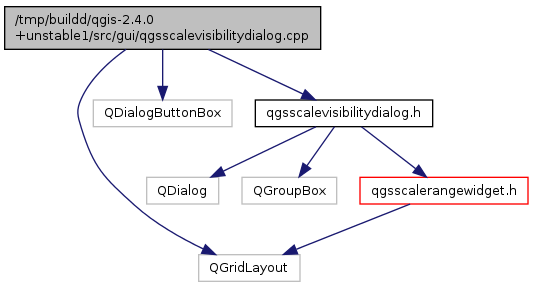 /tmp/buildd/qgis-2.4.0
+unstable1/src/gui/qgsscalevisibilitydialog.cpp
QDialogButtonBox
qgsscalevisibilitydialog.h
QDialog
QGroupBox
qgsscalerangewidget.h
QGridLayout